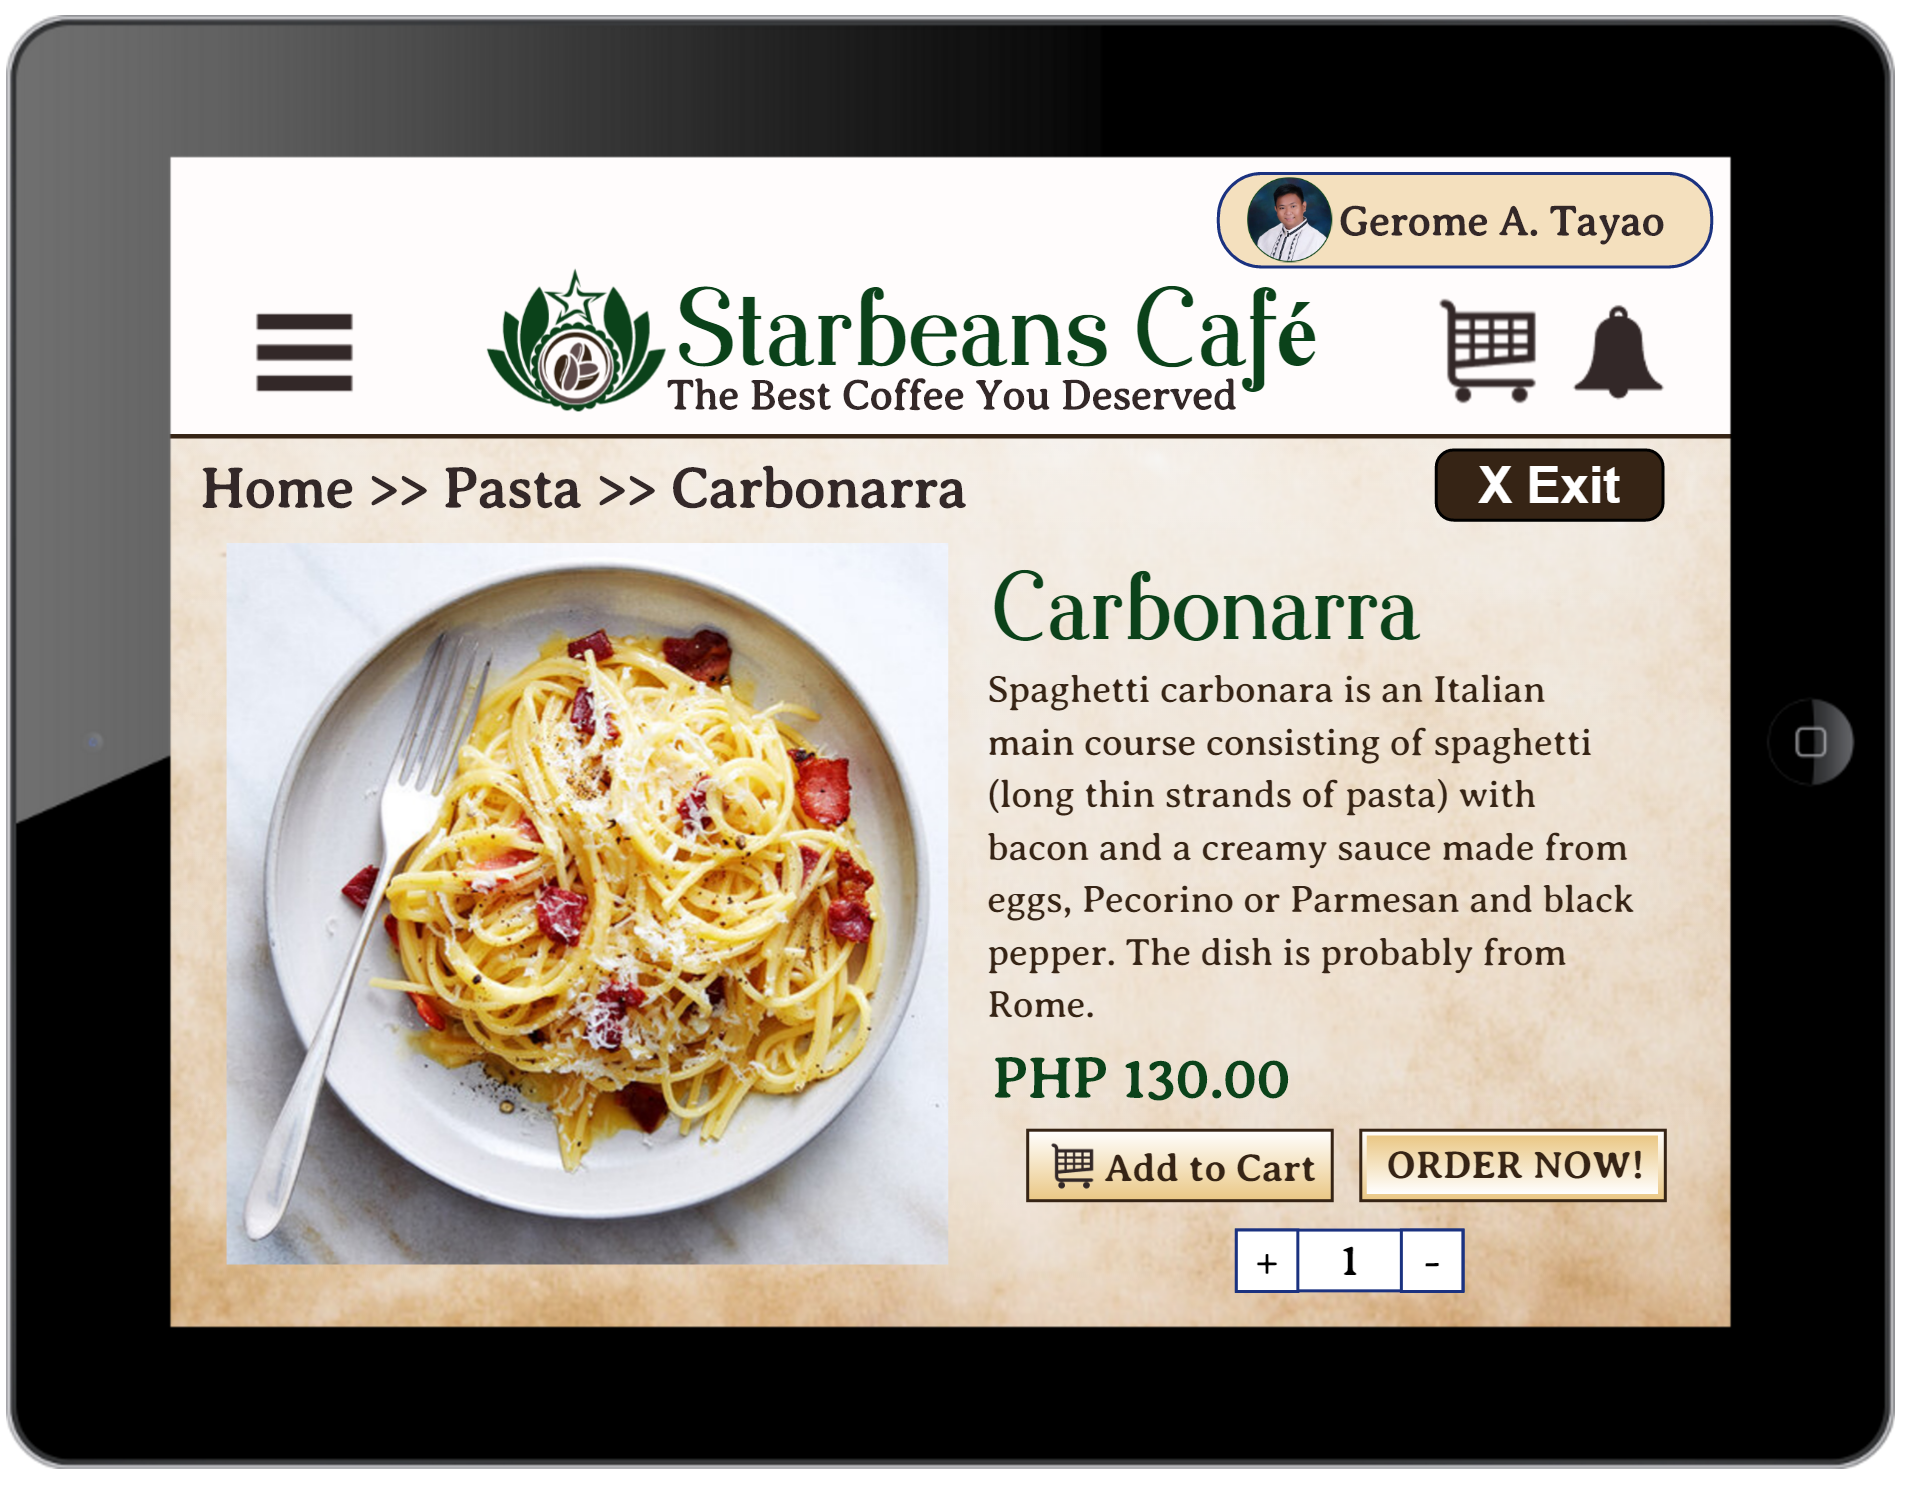 Gerome A. Tayao
Starbeans Café
The Best Coffee You Deserved
Home >> Pasta >> Carbonarra
X Exit
Carbonarra
Spaghetti carbonara is an Italian
main course consisting of spaghetti
(long thin strands of pasta) with
bacon and a creamy sauce made from
eggs, Pecorino or Parmesan and black
pepper. The dish is probably from
Rome.
PHP 130.00
Add to Cart
ORDER NOW!
+ 1 -